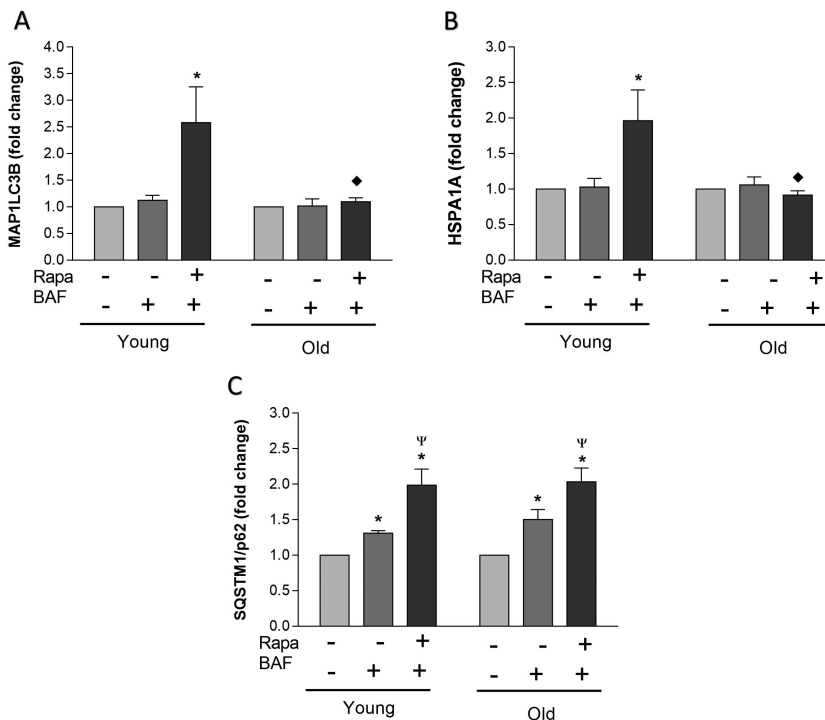 A
MAP1LC3B (fold change)
4.0
3.5
3.0
2.5
2.0
1.5
1.0
0.5
0.0
*
◆
Rapa - - + - - +
BAF - + + - + +
Young Old
B
HSPA1A (fold change)
3.0
2.5
2.0
1.5
1.0
0.5
0.0
*
◆
Rapa - - + - - +
BAF - + + - + +
Young Old
C
SQSTM1/p62 (fold change)
3.0
2.5
2.0
1.5
1.0
0.5
0.0
Ψ Ψ
* * * *
Rapa - - + - - +
BAF - + + - + +
Young Old